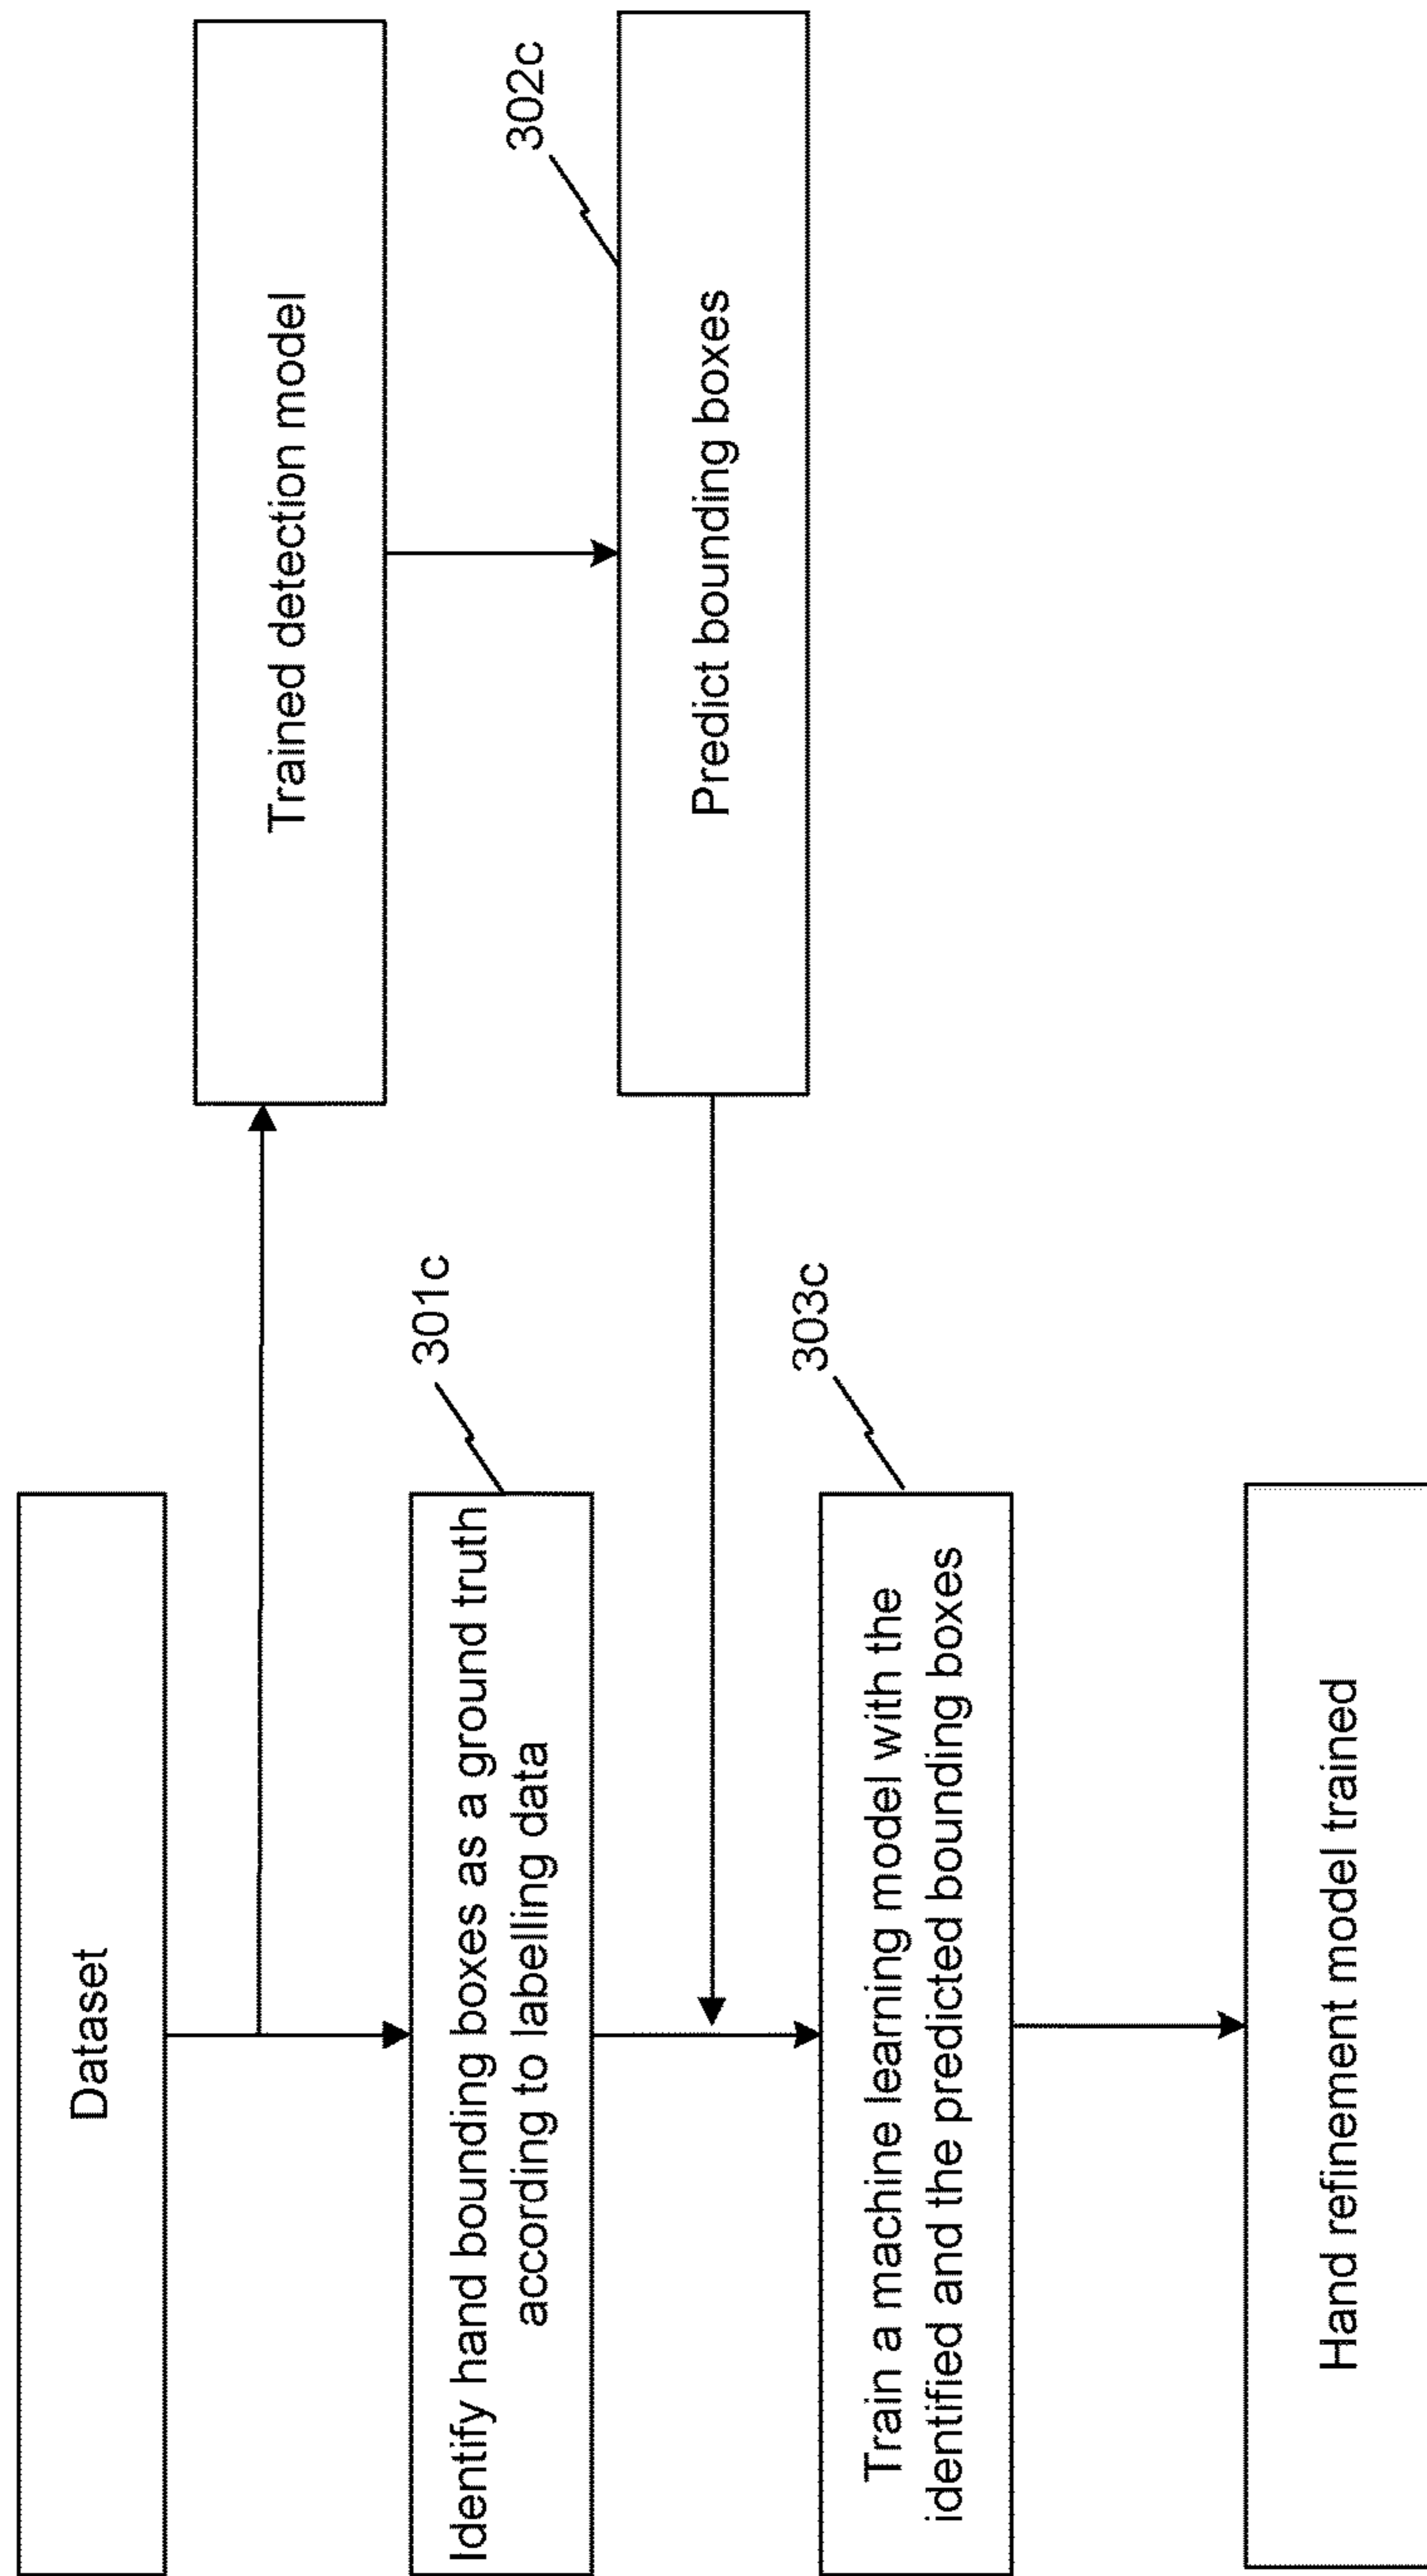 Dataset
Trained detection model
301c
Identify hand bounding boxes as a ground truth
according to labelling data
302c
Predict bounding boxes
303c
Train a machine learning model with the
identified and the predicted bounding boxes
Hand refinement model trained